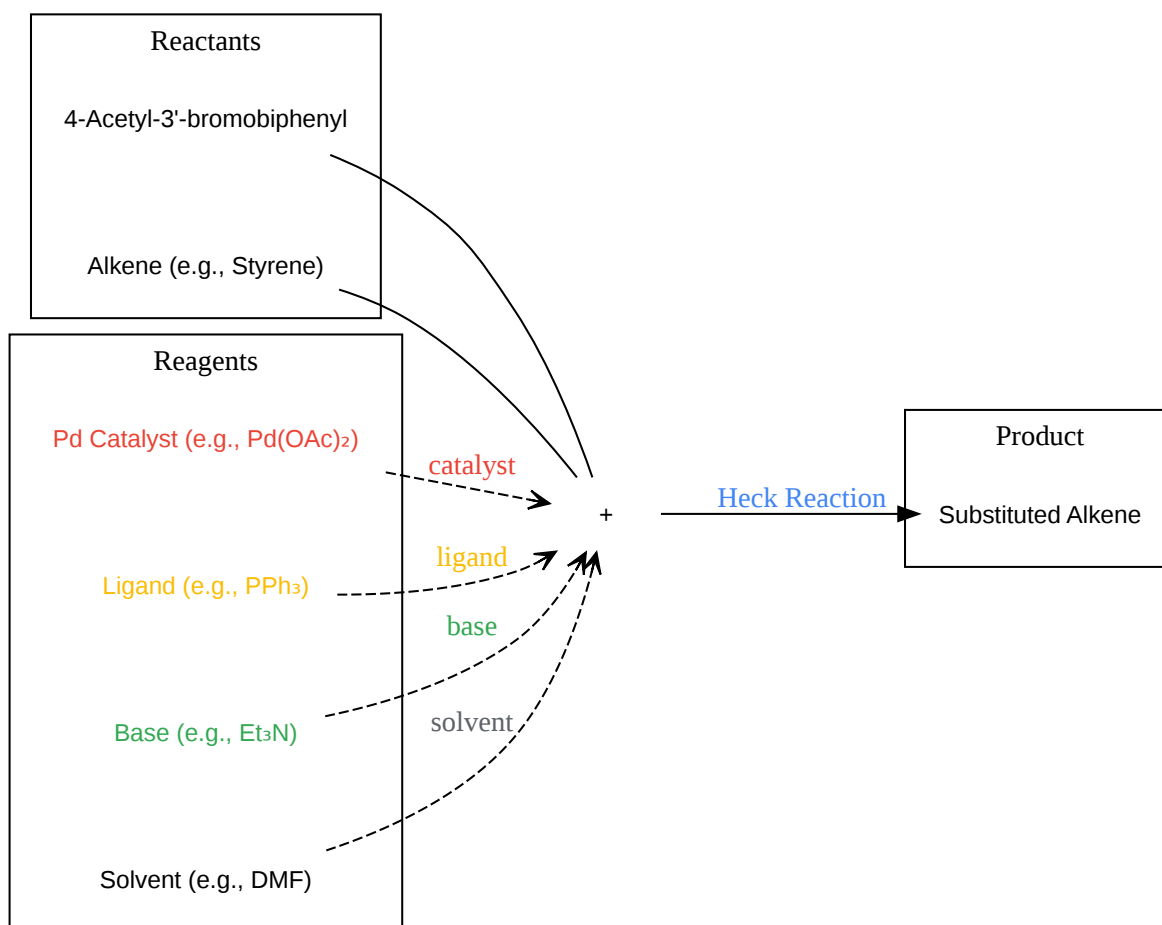 Reactants
4-Acetyl-3'-bromobiphenyl
Alkene (e.g., Styrene)
Reagents
Pd Catalyst (e.g., Pd(OAc)₂)
Ligand (e.g., PPh₃)
Base (e.g., Et₃N)
Solvent (e.g., DMF)
catalyst
ligand
base
solvent
+
Heck Reaction
Product
Substituted Alkene